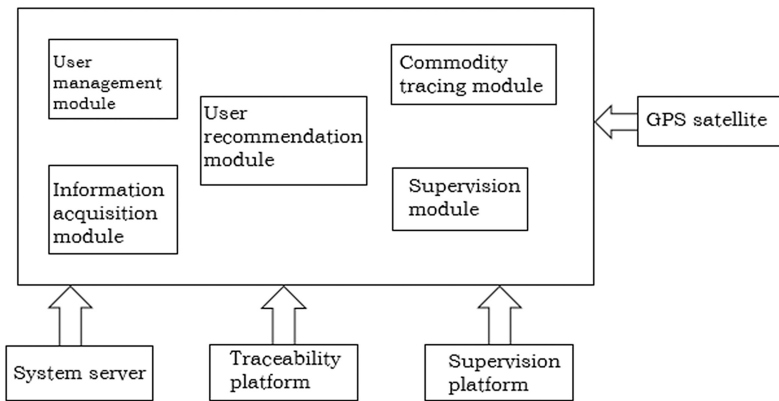 User
management
module
User
recommendation
module
Commodity
tracing module
GPS satellite
Information
acquisition
module
Supervision
module
System server
Traceability
platform
Supervision
platform